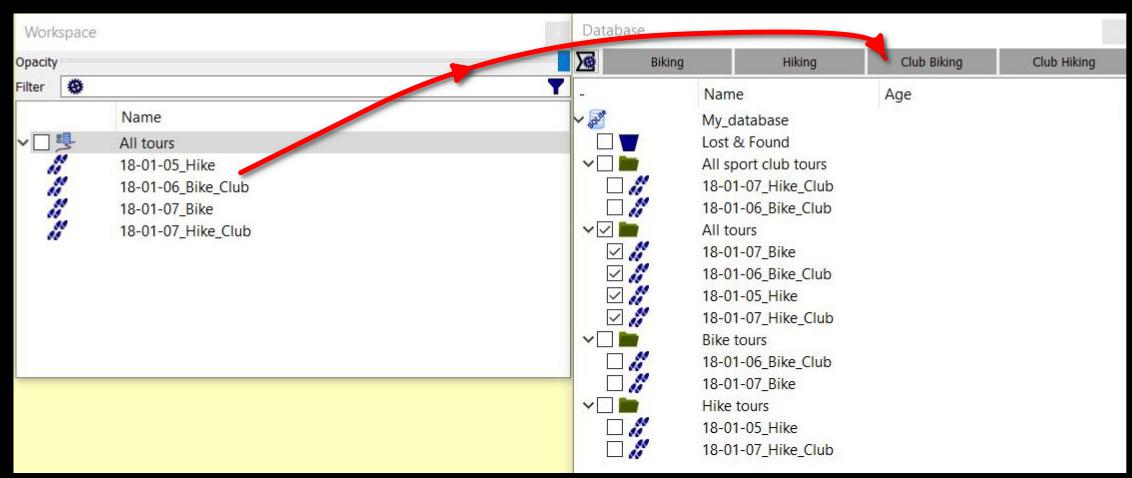 Workspace
Opacity
Filter
Name
All tours
18-01-05_Hike
18-01-06_Bike_Club
18-01-07_Bike
18-01-07_Hike_Club
Database
Biking Hiking Club Biking Club Hiking
- Name Age
My_database
Lost & Found
All sport club tours
18-01-07_Hike_Club
18-01-06_Bike_Club
All tours
18-01-07_Bike
18-01-06_Bike_Club
18-01-05_Hike
18-01-07_Hike_Club
Bike tours
18-01-06_Bike_Club
18-01-07_Bike
Hike tours
18-01-05_Hike
18-01-07_Hike_Club